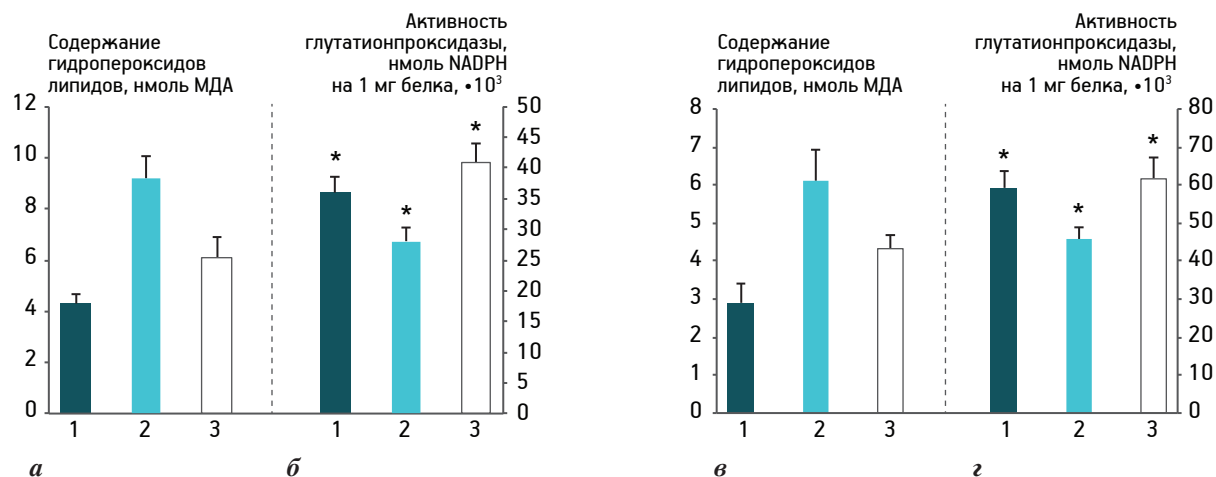 Содержание
гидропероксидов
липидов, нмоль МДА
Активность
глутатионпроксидазы,
нмоль NADPH
на 1 мг белка, •10³
12
10
8
6
4
2
0
50
45
40
35
30
25
20
15
10
5
0
*
*
*
1 2 3
1 2 3
а
б
Содержание
гидропероксидов
липидов, нмоль МДА
Активность
глутатионпроксидазы,
нмоль NADPH
на 1 мг белка, •10³
8
7
6
5
4
3
2
1
0
80
70
60
50
40
30
20
10
0
*
*
*
1 2 3
1 2 3
в
г